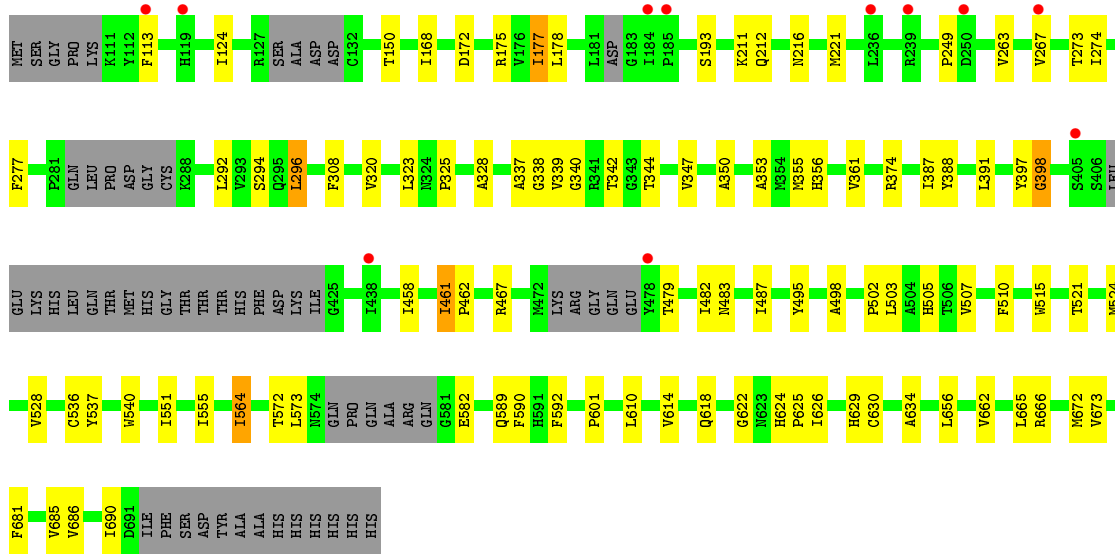 MET SER GLY PRO LYS K111 Y112 F113 H119 I124 R127 SER ALA ASP ASP C132 T150 I168 D172 R175 V176 I177 L178 L181 ASP G183 I184 P185 S193 K211 Q212 N216 M221 L236 R239 P249 D250 V263 V267 T273 I274
F277 P281 GLN LEU PRO ASP GLY CYS K288 L292 V293 S294 Q295 L296 F308 V320 L323 N324 P325 A328 A337 G338 V339 G340 R341 T342 G343 T344 V347 A350 A353 M354 M355 H356 V361 R374 I387 Y388 L391 Y397 G398 S405 S406 LEU
GLU LYS HIS LEU GLN THR MET HIS GLY THR THR THR HIS PHE ASP LYS ILE G425 I438 I458 I461 P462 R467 M472 LYS ARG GLY GLN GLU Y478 T479 I482 N483 I487 Y495 A498 P502 L503 A504 H505 T506 V507 F510 W515 T521 M524
V528 C536 Y537 W540 I551 I555 I564 T572 L573 N574 GLN PRO GLN ALA ARG GLN G581 E582 Q589 F590 H591 F592 P601 L610 V614 Q618 G622 N623 H624 P625 I626 H629 C630 A634 L656 V662 L665 R666 M672 V673
F681 V685 V686 I690 D691 ILE PHE SER ASP TYR ALA ALA HIS HIS HIS HIS HIS HIS